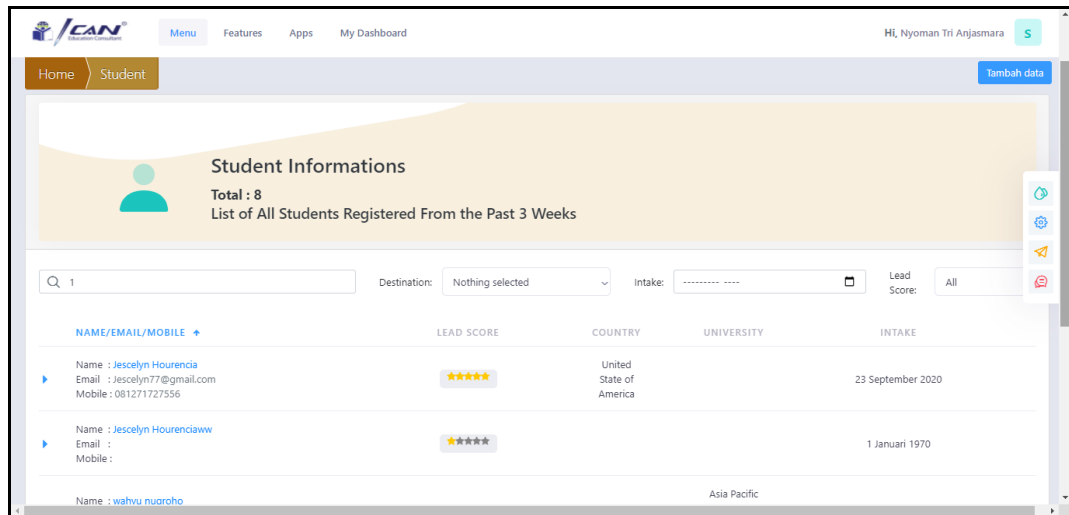 ICAN
Education Consultant
Menu
Features
Apps
My Dashboard
Hi, Nyoman Tri Anjasmara
S
Home
Student
Tambah data
Student Informations
Total : 8
List of All Students Registered From the Past 3 Weeks
1
Destination:
Nothing selected
Intake:
--------- ----
Lead
Score:
All
NAME/EMAIL/MOBILE
LEAD SCORE
COUNTRY
UNIVERSITY
INTAKE
Name : Jescelyn Hourencia
Email : Jescelyn77@gmail.com
Mobile : 081271727556
United
State of
America
23 September 2020
Name : Jescelyn Hourenciaww
Email :
Mobile :
1 Januari 1970
Name : wahyu nugroho
Asia Pacific